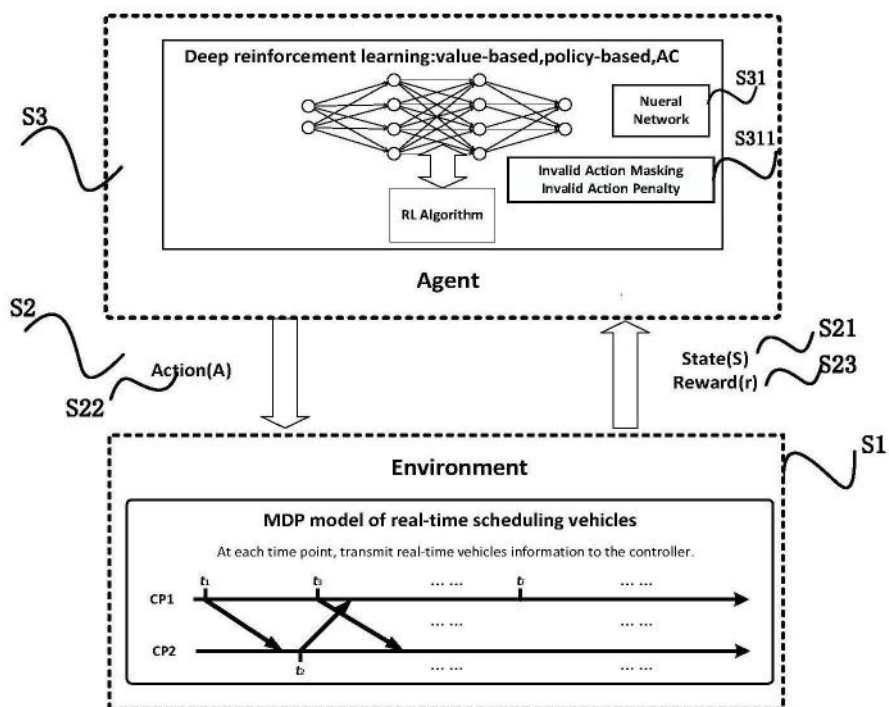 Deep reinforcement learning:value-based,policy-based,AC
S31
Nueral
Network
S3
S311
Invalid Action Masking
Invalid Action Penalty
RL Algorithm
Agent
S2
S21
State(S)
Action(A)
Reward(r)
S23
S22
S1
Environment
MDP model of real-time scheduling vehicles
At each time point, transmit real-time vehicles information to the controller.
t1 t3 ... ... ... ...
CP1
... ... ... ...
CP2
t2 ... ... ... ...